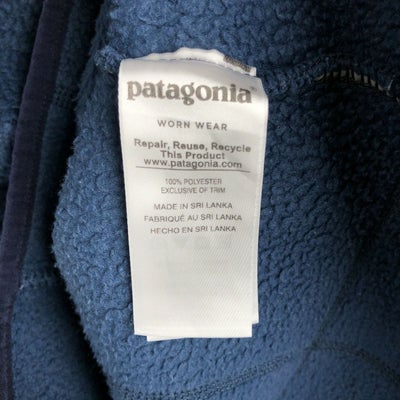 patagonia®
WORN WEAR
Repair, Reuse, Recycle
This Product
www.patagonia.com
100% POLYESTER
EXCLUSIVE OF TRIM
MADE IN SRI LANKA
FABRIQUÉ AU SRI LANKA
HECHO EN SRI LANKA